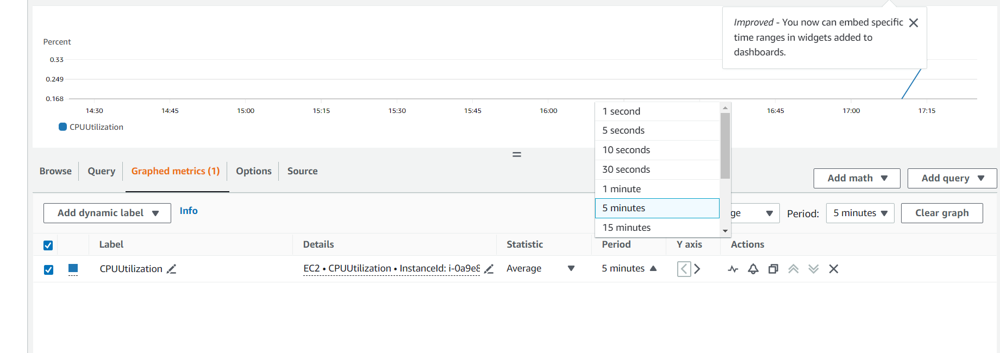 Improved - You now can embed specific
time ranges in widgets added to
dashboards.
Percent
0.33
0.249
0.168
14:30 14:45 15:00 15:15 15:30 15:45 16:00 16:45 17:00 17:15
CPUUtilization
1 second
5 seconds
10 seconds
30 seconds
1 minute
5 minutes
15 minutes
Browse Query Graphed metrics (1) Options Source
Add math Add query
Add dynamic label Info ge Period: 5 minutes Clear graph
Label Details Statistic Period Y axis Actions
CPUUtilization EC2 • CPUUtilization • InstanceId: i-0a9e8 Average 5 minutes